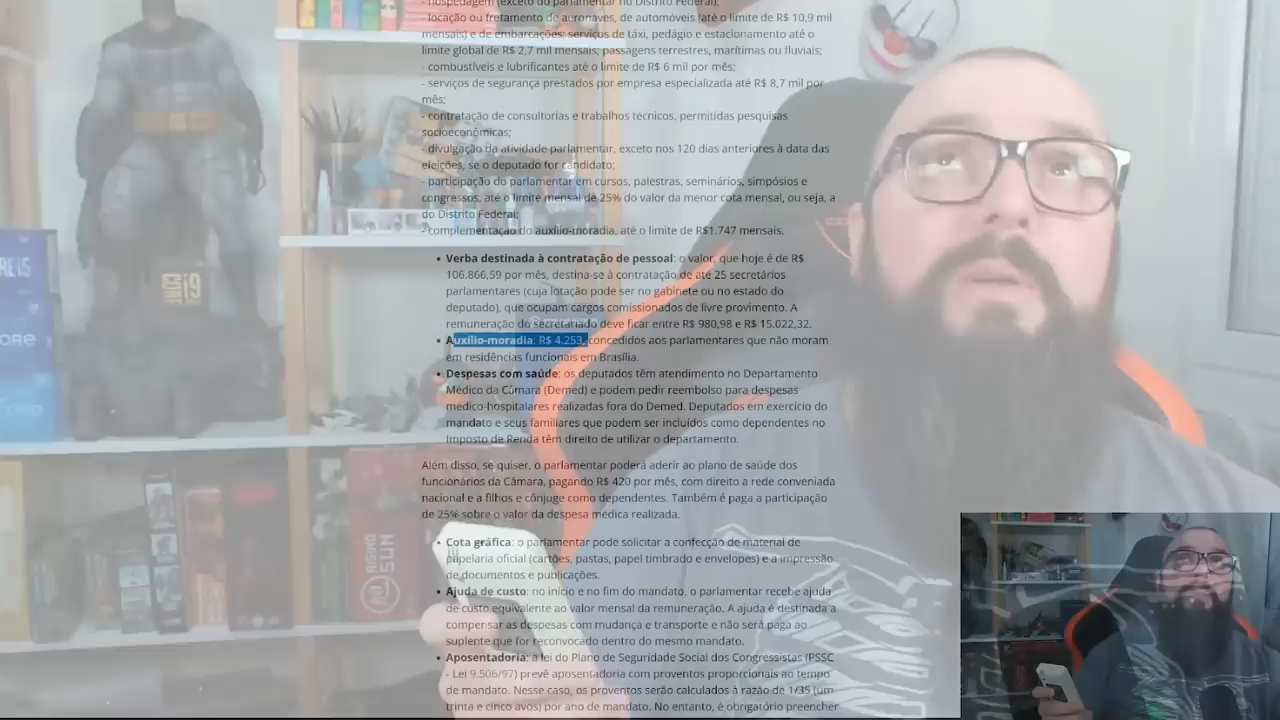 - hospedagem (exceto do parlamentar no Distrito Federal);
- locação ou fretamento de aeronaves, de automóveis (até o limite de R$ 10,9 mil
mensais) e de embarcações; serviços de táxi, pedágio e estacionamento até o
limite global de R$ 2,7 mil mensais; passagens terrestres, marítimas ou fluviais;
- combustíveis e lubrificantes até o limite de R$ 6 mil por mês;
- serviços de segurança prestados por empresa especializada até R$ 8,7 mil por
mês;
- contratação de consultorias e trabalhos técnicos, permitidas pesquisas
socioeconômicas;
- divulgação da atividade parlamentar, exceto nos 120 dias anteriores à data das
eleições, se o deputado for candidato;
- participação do parlamentar em cursos, palestras, seminários, simpósios e
congressos, até o limite mensal de 25% do valor da menor cota mensal, ou seja, a
do Distrito Federal;
- complementação do auxílio-moradia, até o limite de R$1.747 mensais.
• Verba destinada à contratação de pessoal: o valor, que hoje é de R$
106.866,59 por mês, destina-se à contratação de até 25 secretários
parlamentares (cuja lotação pode ser no gabinete ou no estado do
deputado), que ocupam cargos comissionados de livre provimento. A
remuneração do secretariado deve ficar entre R$ 980,98 e R$ 15.022,32.
• Auxílio-moradia: R$ 4.253, concedidos aos parlamentares que não moram
em residências funcionais em Brasília.
• Despesas com saúde: os deputados têm atendimento no Departamento
Médico da Câmara (Demed) e podem pedir reembolso para despesas
médico-hospitalares realizadas fora do Demed. Deputados em exercício do
mandato e seus familiares que podem ser incluídos como dependentes no
Imposto de Renda têm direito de utilizar o departamento.
Além disso, se quiser, o parlamentar poderá aderir ao plano de saúde dos
funcionários da Câmara, pagando R$ 420 por mês, com direito a rede conveniada
nacional e a filhos e cônjuge como dependentes. Também é paga a participação
de 25% sobre o valor da despesa médica realizada.
• Cota gráfica: o parlamentar pode solicitar a confecção de material de
papelaria oficial (cartões, pastas, papel timbrado e envelopes) e a impressão
de documentos e publicações.
• Ajuda de custo: no início e no fim do mandato, o parlamentar recebe ajuda
de custo equivalente ao valor mensal da remuneração. A ajuda é destinada a
compensar as despesas com mudança e transporte e não será paga ao
suplente que for reconvocado dentro do mesmo mandato.
• Aposentadoria: a lei do Plano de Seguridade Social dos Congressistas (PSSC
- Lei 9.506/97) prevê aposentadoria com proventos proporcionais ao tempo
de mandato. Nesse caso, os proventos serão calculados à razão de 1/35 (um
trinta e cinco avos) por ano de mandato. No entanto, é obrigatório preencher
RE i5
CORE
i9